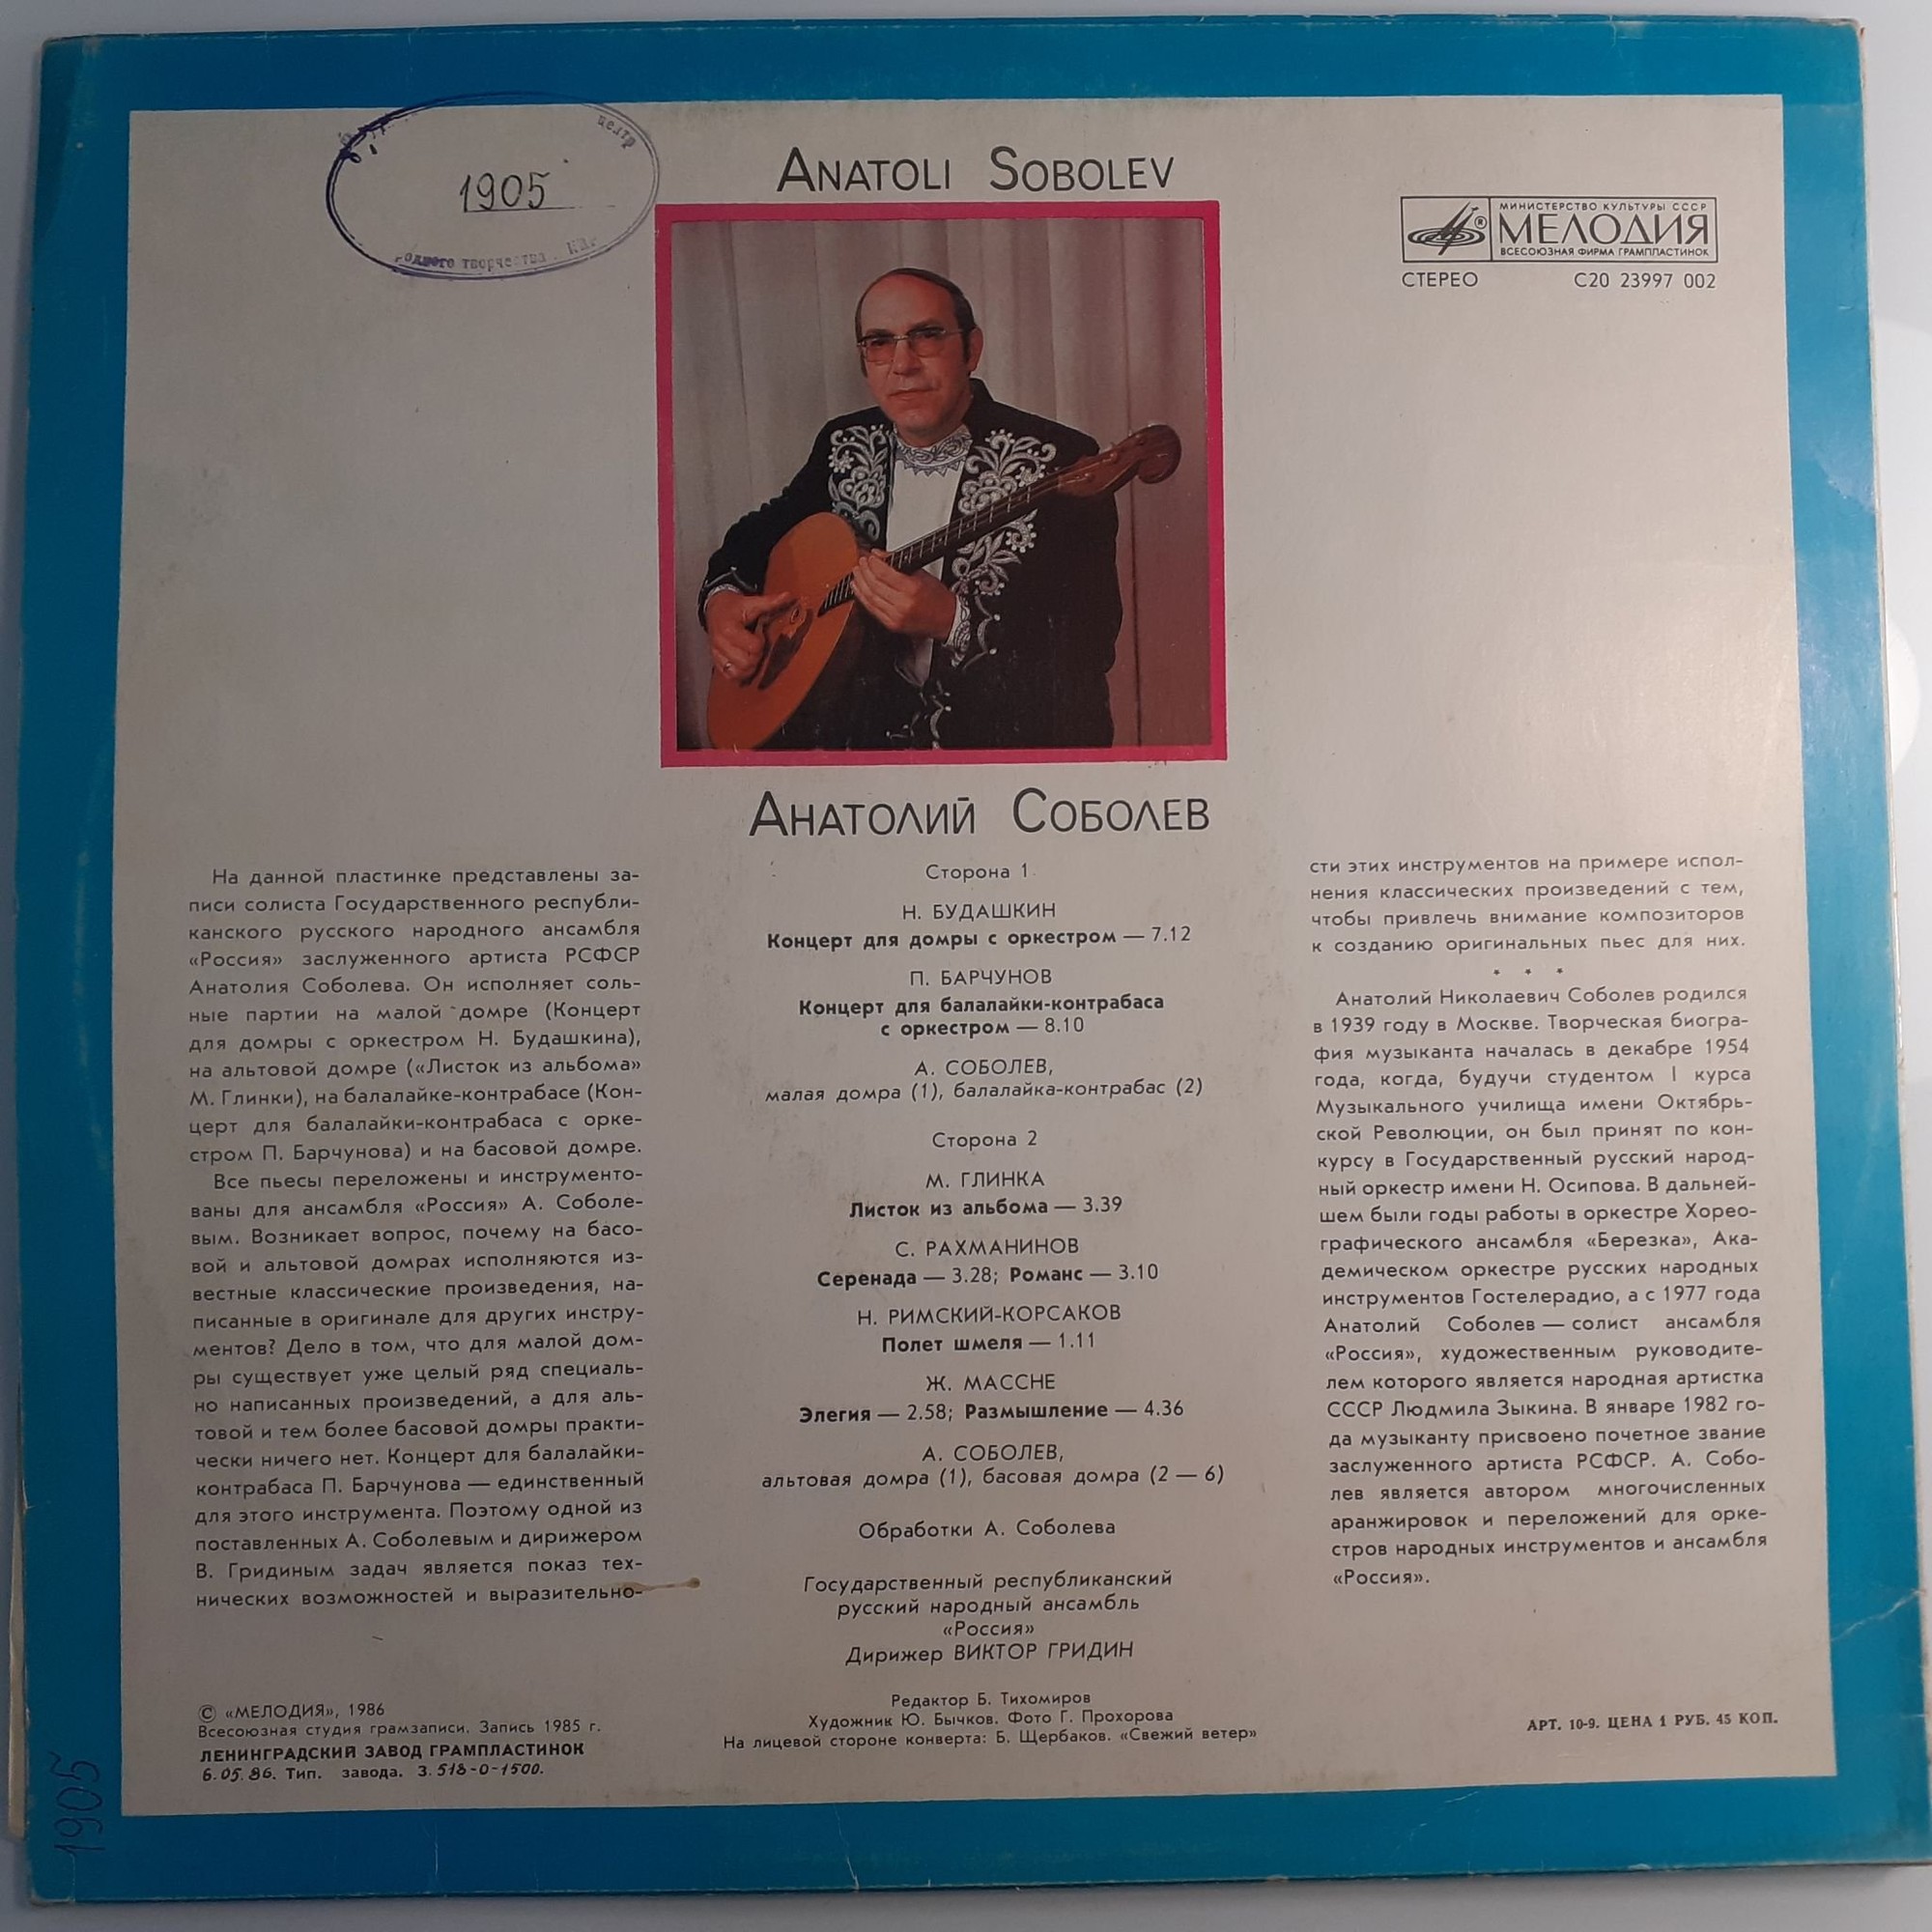 центр
1905
родного творчества
ANATOLI SOBOLEV
МИНИСТЕРСТВО КУЛЬТУРЫ СССР
МЕЛОДИЯ
ВСЕСОЮЗНАЯ ФИРМА ГРАМПЛАСТИНОК
СТЕРЕО С20 23997 002
АНАТОЛИЙ СОБОЛЕВ
На данной пластинке представлены за-
писи солиста Государственного республи-
канского русского народного ансамбля
«Россия» заслуженного артиста РСФСР
Анатолия Соболева. Он исполняет соль-
ные партии на малой домре (Концерт
для домры с оркестром Н. Будашкина),
на альтовой домре («Листок из альбома»
М. Глинки), на балалайке-контрабасе (Кон-
церт для балалайки-контрабаса с орке-
стром П. Барчунова) и на басовой домре.
Все пьесы переложены и инструменто-
ваны для ансамбля «Россия» А. Соболе-
вым. Возникает вопрос, почему на басо-
вой и альтовой домрах исполняются из-
вестные классические произведения, на-
писанные в оригинале для других инстру-
ментов? Дело в том, что для малой дом-
ры существует уже целый ряд специаль-
но написанных произведений, а для аль-
товой и тем более басовой домры практи-
чески ничего нет. Концерт для балалайки-
контрабаса П. Барчунова — единственный
для этого инструмента. Поэтому одной из
поставленных А. Соболевым и дирижером
В. Гридиным задач является показ тех-
нических возможностей и выразительно-
Сторона 1
Н. БУДАШКИН
Концерт для домры с оркестром — 7.12
П. БАРЧУНОВ
Концерт для балалайки-контрабаса
с оркестром — 8.10
А. СОБОЛЕВ,
малая домра (1), балалайка-контрабас (2)
Сторона 2
М. ГЛИНКА
Листок из альбома — 3.39
С. РАХМАНИНОВ
Серенада — 3.28; Романс — 3.10
Н. РИМСКИЙ-КОРСАКОВ
Полет шмеля — 1.11
Ж. МАССНЕ
Элегия — 2.58; Размышление — 4.36
А. СОБОЛЕВ,
альтовая домра (1), басовая домра (2 — 6)
Обработки А. Соболева
Государственный республиканский
русский народный ансамбль
«Россия»
Дирижер ВИКТОР ГРИДИН
сти этих инструментов на примере испол-
нения классических произведений с тем,
чтобы привлечь внимание композиторов
к созданию оригинальных пьес для них.
* * *
Анатолий Николаевич Соболев родился
в 1939 году в Москве. Творческая биогра-
фия музыканта началась в декабре 1954
года, когда, будучи студентом I курса
Музыкального училища имени Октябрь-
ской Революции, он был принят по кон-
курсу в Государственный русский народ-
ный оркестр имени Н. Осипова. В дальней-
шем были годы работы в оркестре Хорео-
графического ансамбля «Березка», Ака-
демическом оркестре русских народных
инструментов Гостелерадио, а с 1977 года
Анатолий Соболев — солист ансамбля
«Россия», художественным руководите-
лем которого является народная артистка
СССР Людмила Зыкина. В январе 1982 го-
да музыканту присвоено почетное звание
заслуженного артиста РСФСР. А. Собо-
лев является автором многочисленных
аранжировок и переложений для орке-
стров народных инструментов и ансамбля
«Россия».
© «МЕЛОДИЯ», 1986
Всесоюзная студия грамзаписи. Запись 1985 г.
ЛЕНИНГРАДСКИЙ ЗАВОД ГРАМПЛАСТИНОК
6.05.86. Тип. завода. З. 518-0-1500.
Редактор Б. Тихомиров
Художник Ю. Бычков. Фото Г. Прохорова
На лицевой стороне конверта: Б. Щербаков. «Свежий ветер»
АРТ. 10-9. ЦЕНА 1 РУБ. 45 КОП.
1905